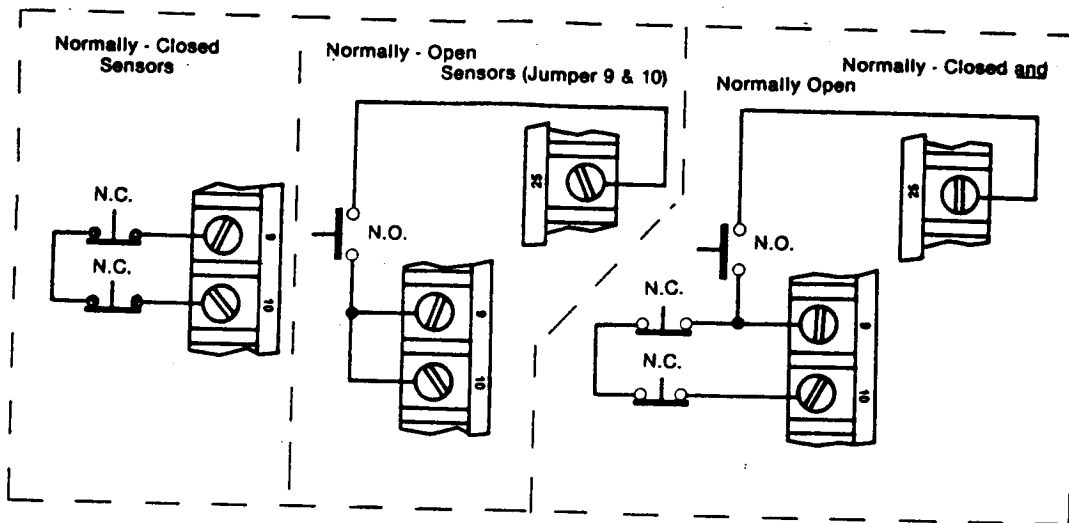 Normally - Closed
Sensors
N.C.
9
N.C.
10
Normally - Open
Sensors (Jumper 9 & 10)
25
N.O.
9
10
Normally - Closed and
Normally Open
25
N.O.
N.C.
9
N.C.
10